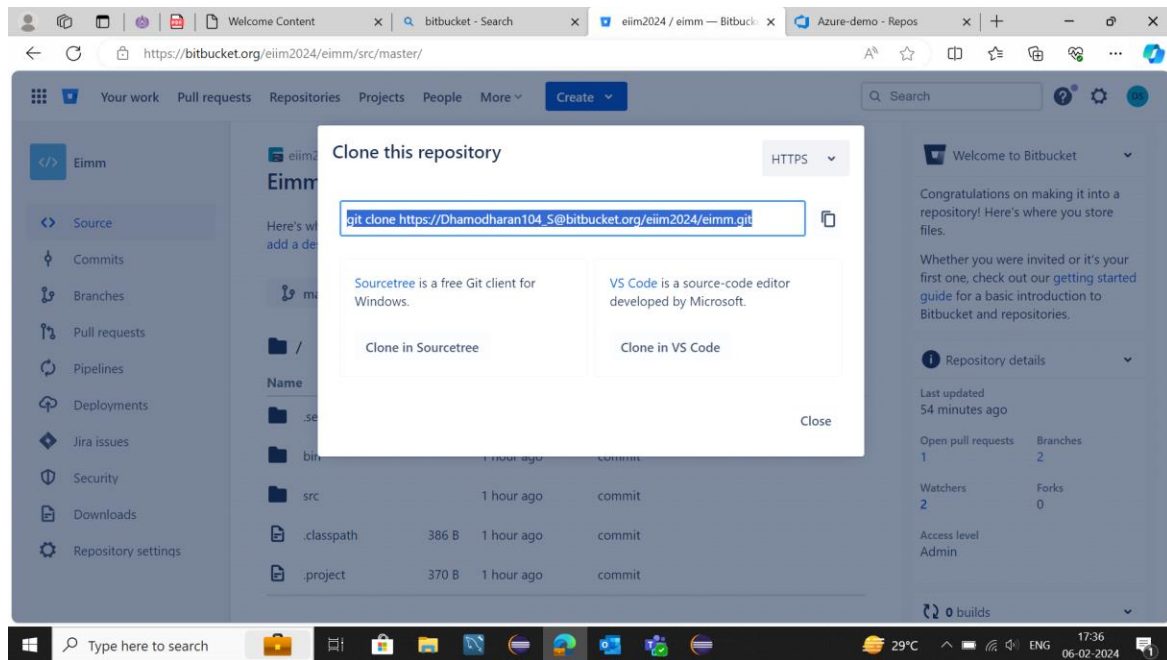 Welcome Content
bitbucket - Search
eiim2024 / eimm — Bitbuck
Azure-demo - Repos
https://bitbucket.org/eiim2024/eimm/src/master/
Your work Pull requests Repositories Projects People More Create
Search
Eimm
Source
Commits
Branches
Pull requests
Pipelines
Deployments
Jira issues
Security
Downloads
Repository settings
Eimm
Here's
add a
/
Name
bin
src 1 hour ago commit
.classpath 386 B 1 hour ago commit
.project 370 B 1 hour ago commit
Clone this repository
HTTPS
git clone https://Dhamodharan104_S@bitbucket.org/eiim2024/eimm.git
Sourcetree is a free Git client for
Windows.
Clone in Sourcetree
VS Code is a source-code editor
developed by Microsoft.
Clone in VS Code
Close
Welcome to Bitbucket
Congratulations on making it into a
repository! Here's where you store
files.
Whether you were invited or it's your
first one, check out our getting started
guide for a basic introduction to
Bitbucket and repositories.
Repository details
Last updated
54 minutes ago
Open pull requests Branches
1 2
Watchers Forks
2 0
Access level
Admin
0 builds
Type here to search
29°C
ENG
17:36
06-02-2024